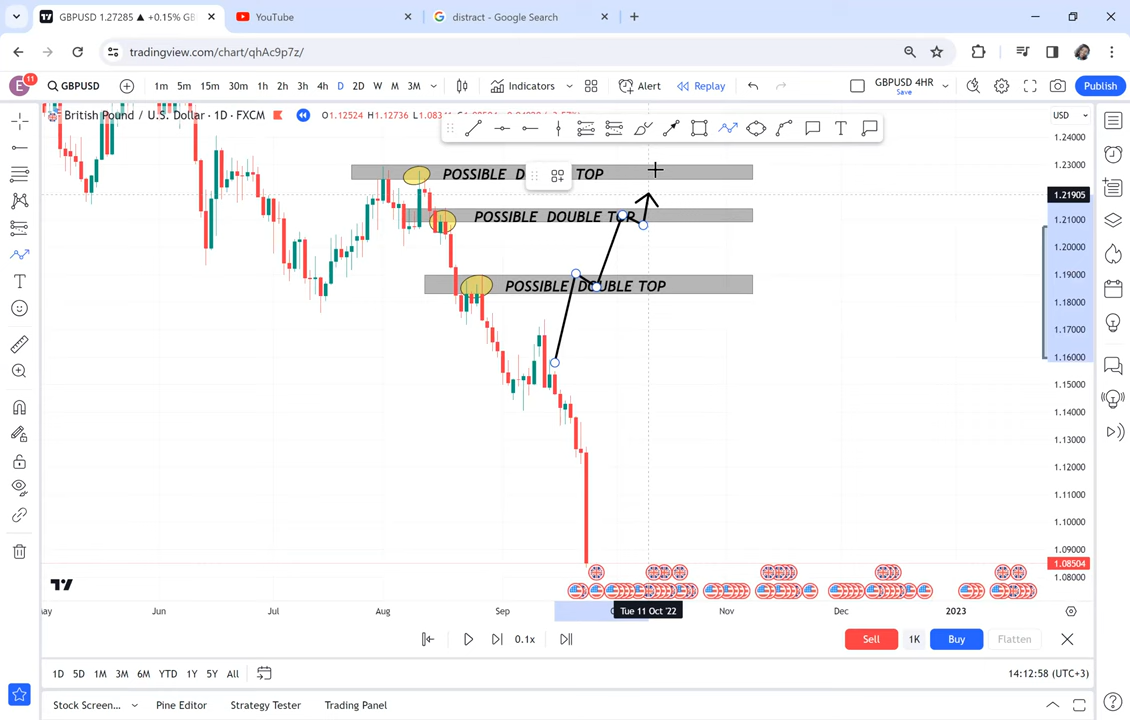 GBPUSD 1.27285 ▲ +0.15% GB
YouTube
distract - Google Search
tradingview.com/chart/qhAc9p7z/
E 11 GBPUSD 1m 5m 15m 30m 1h 2h 3h 4h D 2D W M 3M Indicators Alert Replay GBPUSD 4HR Save Publish
British Pound / U.S. Dollar · 1D · FXCM O1.12524 H1.12736
USD
1.24000
POSSIBLE TOP
1.23000
1.21905
POSSIBLE DOUBLE TOP
1.21000
1.20000
1.19000
POSSIBLE DOUBLE TOP
1.18000
1.17000
1.16000
1.15000
1.14000
1.13000
1.12000
1.11000
1.10000
1.09000
1.08504
1.08000
Jun Jul Aug Sep Tue 11 Oct '22 Nov Dec 2023
0.1x Sell 1K Buy Flatten
1D 5D 1M 3M 6M YTD 1Y 5Y All 14:12:58 (UTC+3)
Stock Screen... Pine Editor Strategy Tester Trading Panel